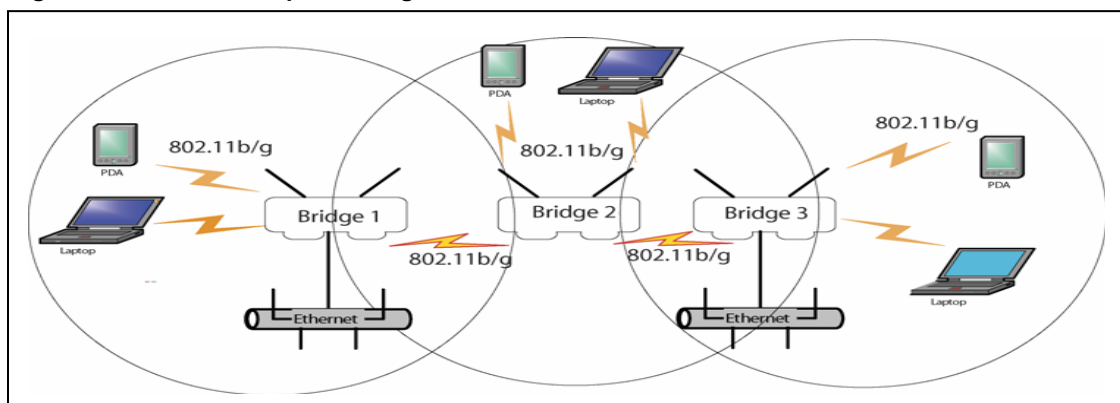 PDA
Laptop
802.11b/g
802.11b/g
802.11b/g
PDA
PDA
Laptop
Bridge 1
Bridge 2
Bridge 3
802.11b/g
802.11b/g
Laptop
Ethernet
Ethernet